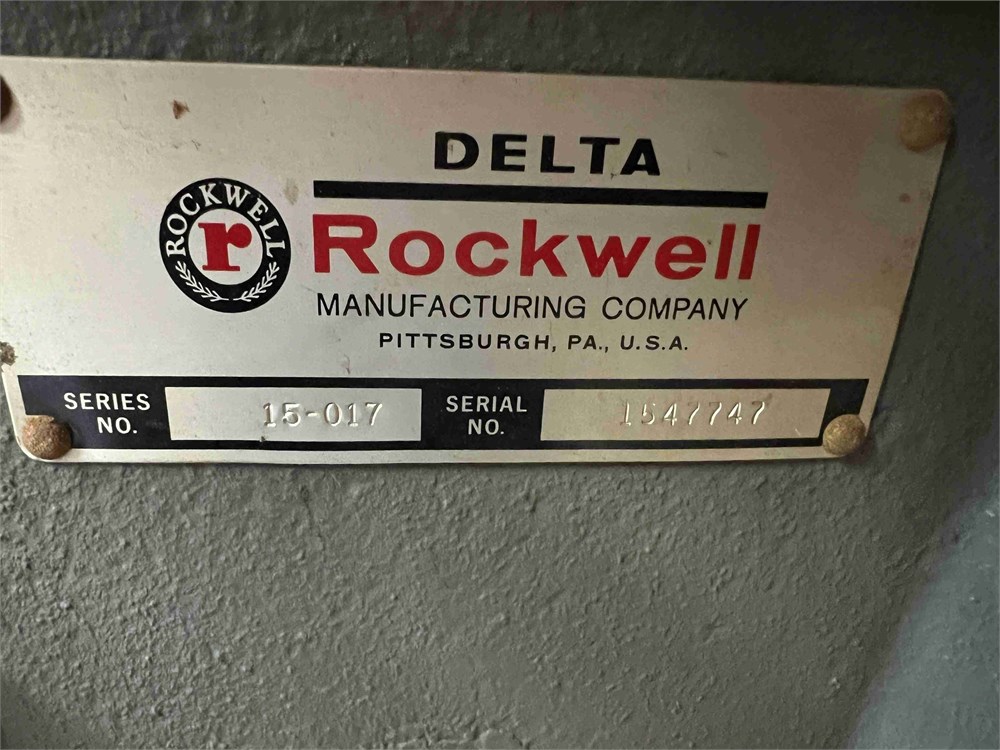 DELTA
ROCKWELL
r
Rockwell
MANUFACTURING COMPANY
PITTSBURGH, PA., U.S.A.
SERIES NO. 15-017 SERIAL NO. 1547747